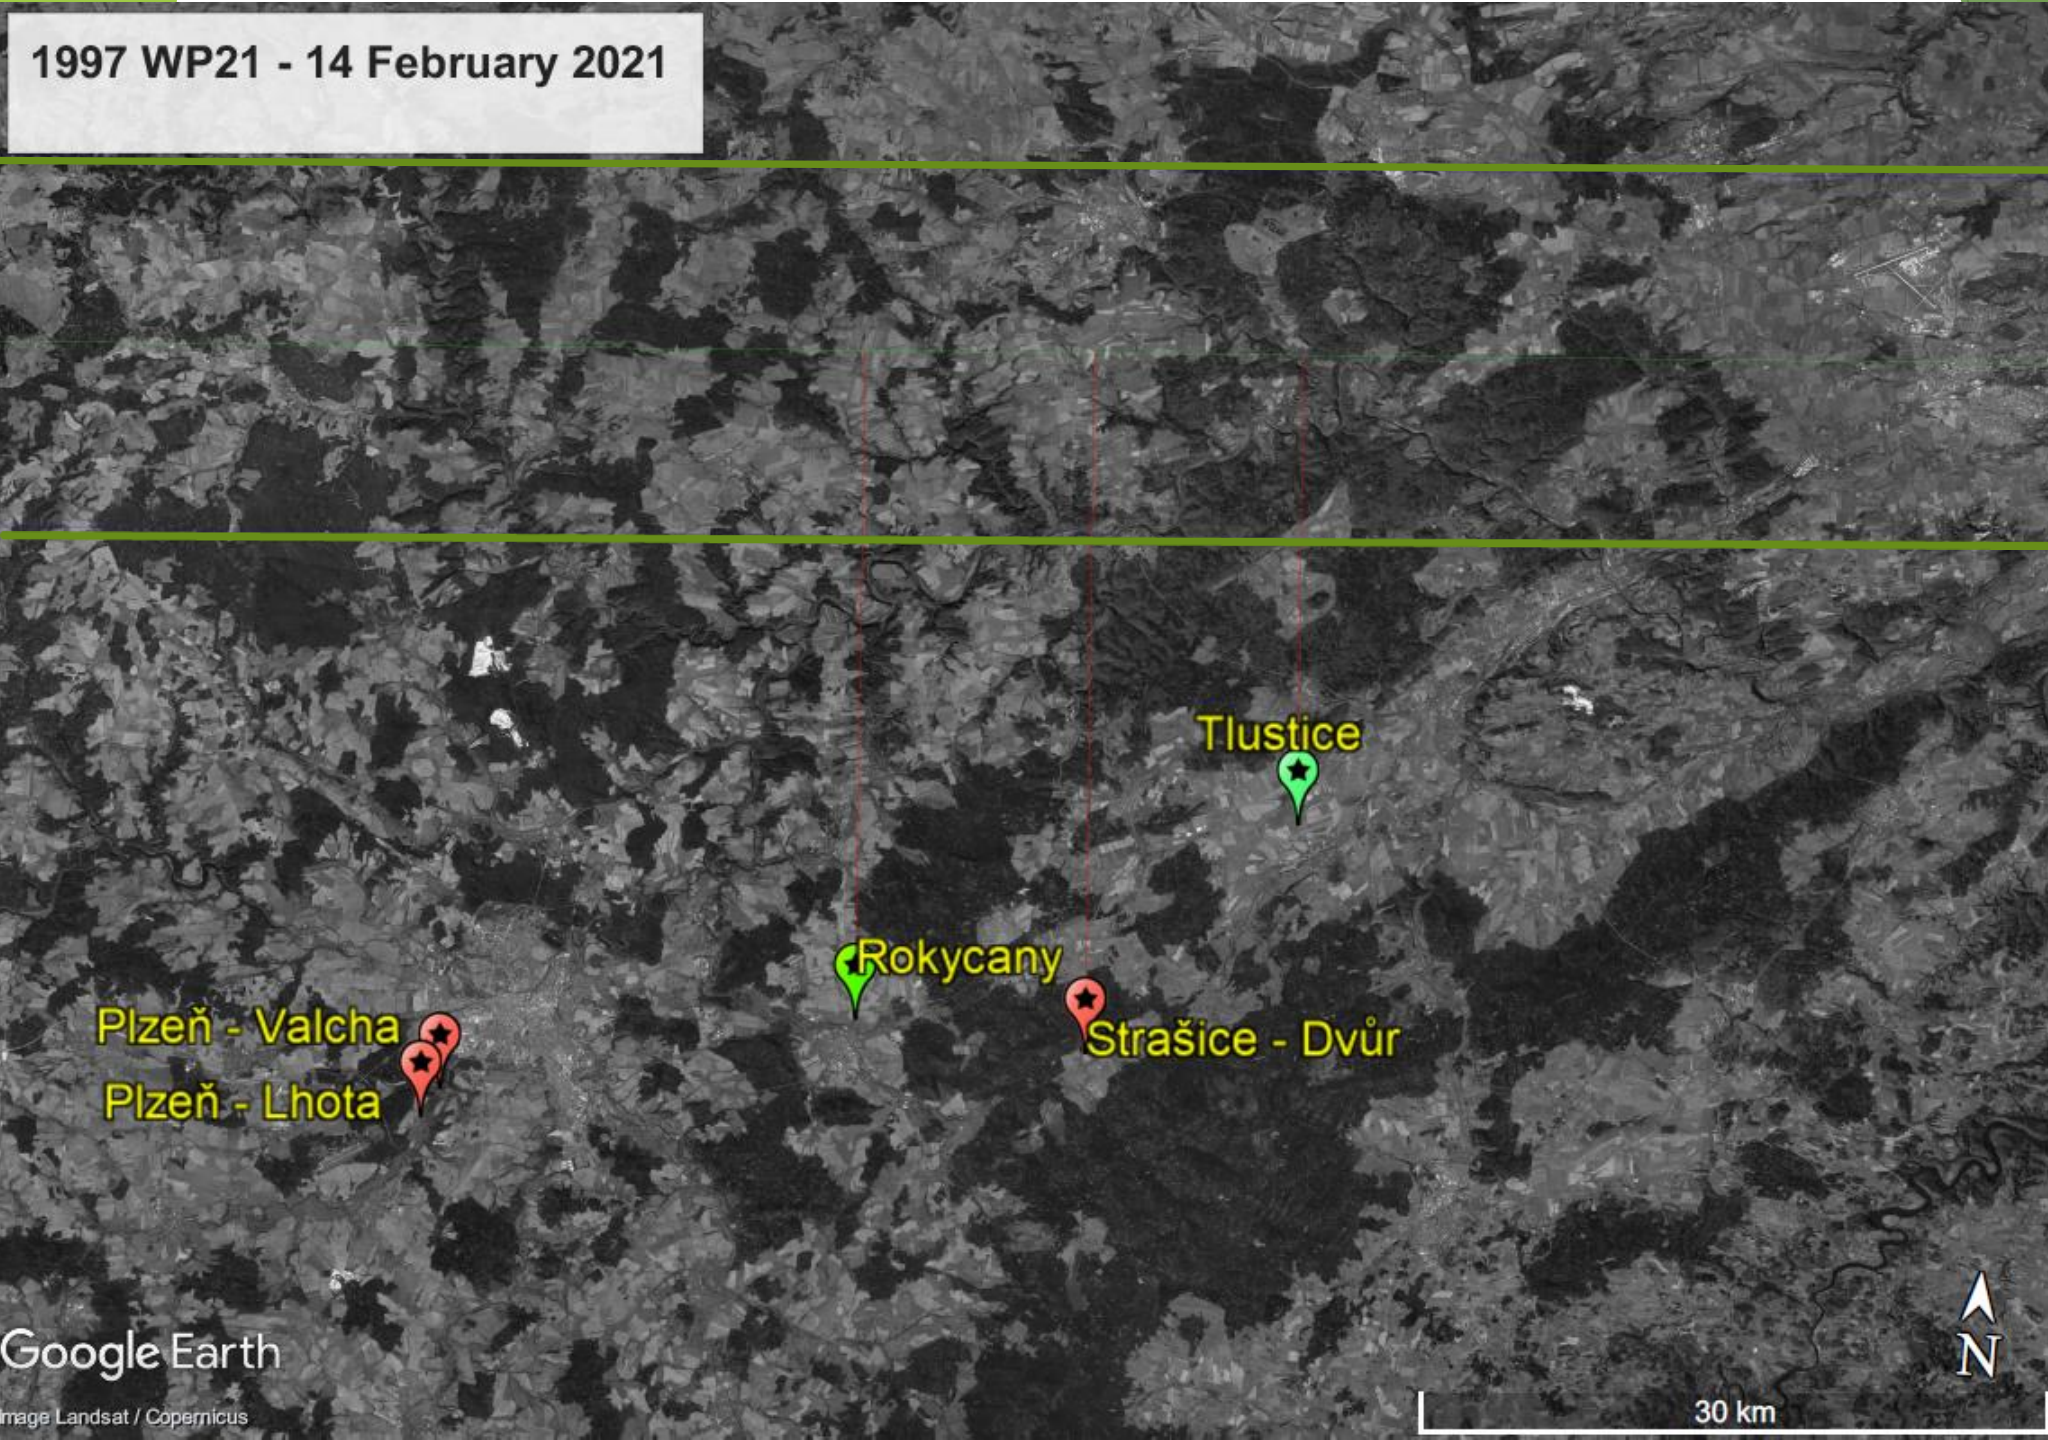 1997 WP21 - 14 February 2021
Tlustice
Rokycany
Plzeň - Valcha
Strašice - Dvůr
Plzeň - Lhota
Google Earth
N
mage Landsat / Copernicus
30 km